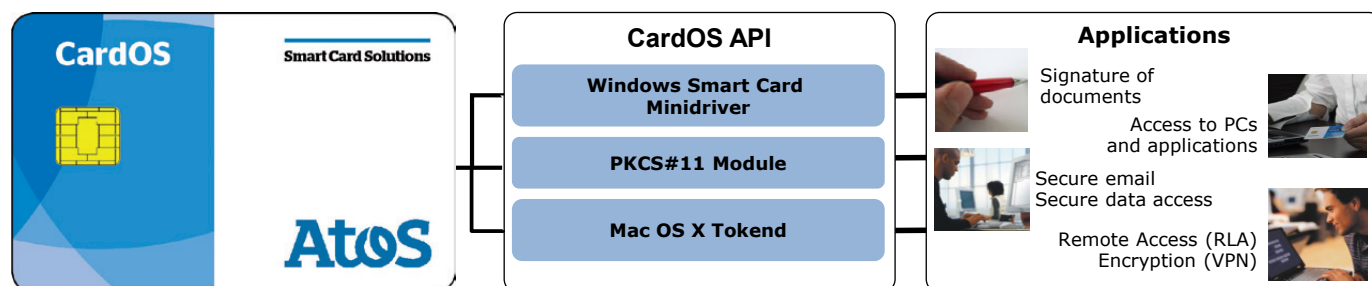 CardOS
Smart Card Solutions
Atos
CardOS API
Windows Smart Card
Minidriver
PKCS#11 Module
Mac OS X Tokend
Applications
Signature of
documents
Access to PCs
and applications
Secure email
Secure data access
Remote Access (RLA)
Encryption (VPN)